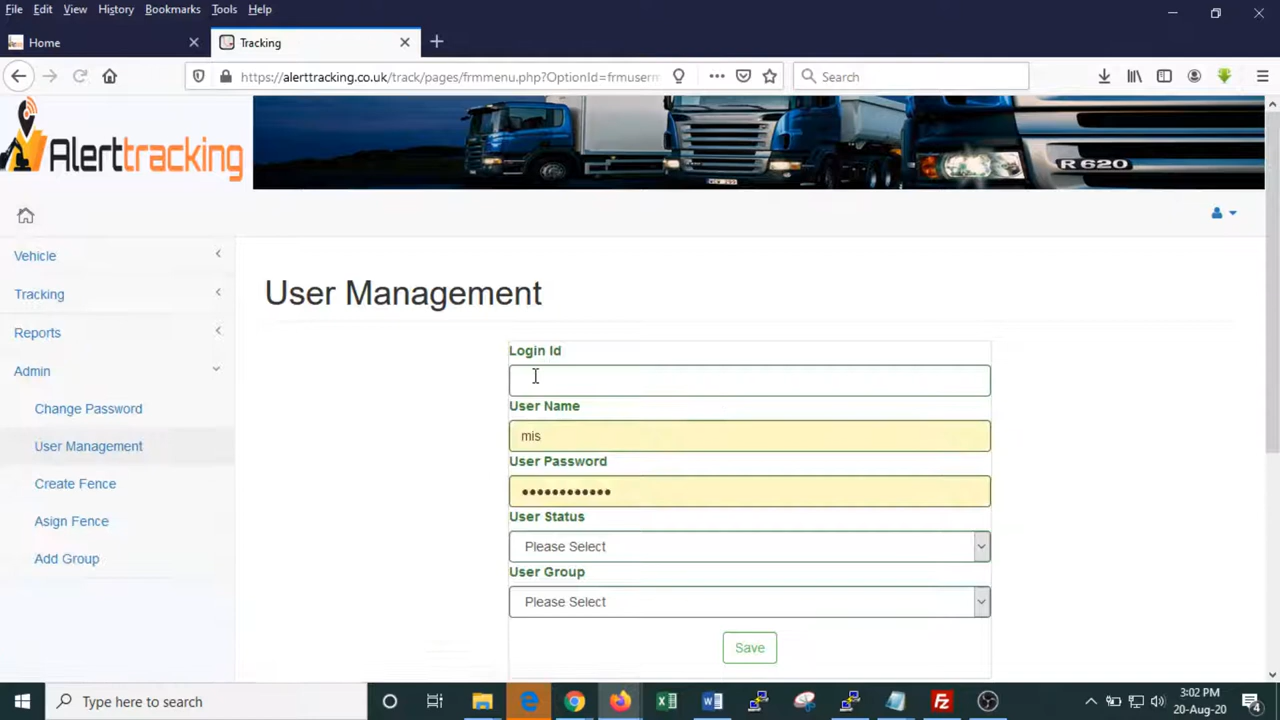 File Edit View History Bookmarks Tools Help
Home
Tracking
https://alerttracking.co.uk/track/pages/frmmenu.php?OptionId=frmuserm
Search
Alerttracking
R 620
Vehicle
Tracking
Reports
Admin
Change Password
User Management
Create Fence
Asign Fence
Add Group
User Management
Login Id
User Name
mis
User Password
••••••••••••
User Status
Please Select
User Group
Please Select
Save
Type here to search
3:02 PM
20-Aug-20
4